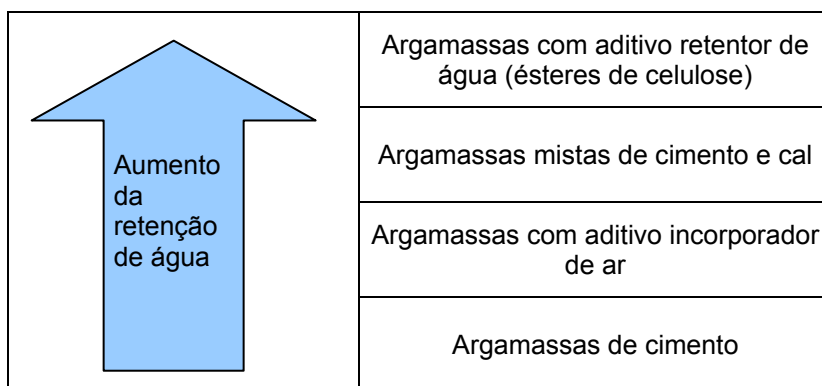 Aumento
da
retenção
de água
Argamassas com aditivo retentor de
água (ésteres de celulose)
Argamassas mistas de cimento e cal
Argamassas com aditivo incorporador
de ar
Argamassas de cimento